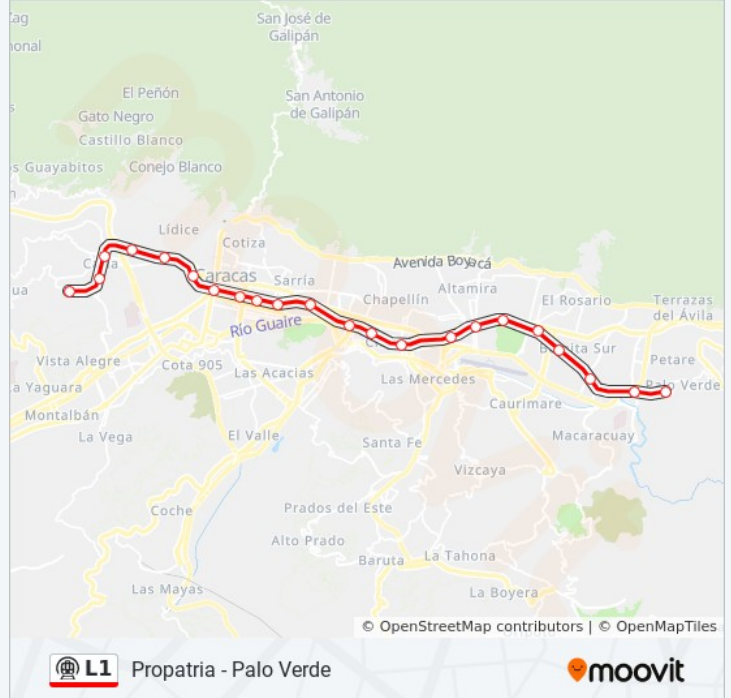 San José de
Galipán
El Peñón
San Antonio
de Galipán
Gato Negro
Castillo Blanco
s Guayabitos
Conejo Blanco
Lídice
Cotiza
Caracas
Sarría
Avenida Boyacá
Altamira
Chapellín
El Rosario
Terrazas
del Ávila
Río Guaire
Vista Alegre
Cota 905
Las Acacias
Las Mercedes
Petare
Palo Verde
a Yaguara
Caurimare
Montalbán
La Vega
El Valle
Santa Fe
Macaracuay
Vizcaya
Coche
Prados del Este
Alto Prado
Baruta
La Tahona
Las Mayas
La Boyera
© OpenStreetMap contributors | © OpenMapTiles
L1 Propatria - Palo Verde
moovit